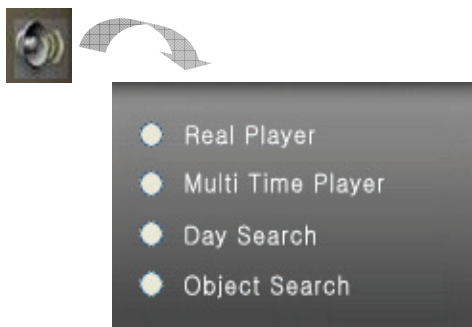 Real Player
Multi Time Player
Day Search
Object Search